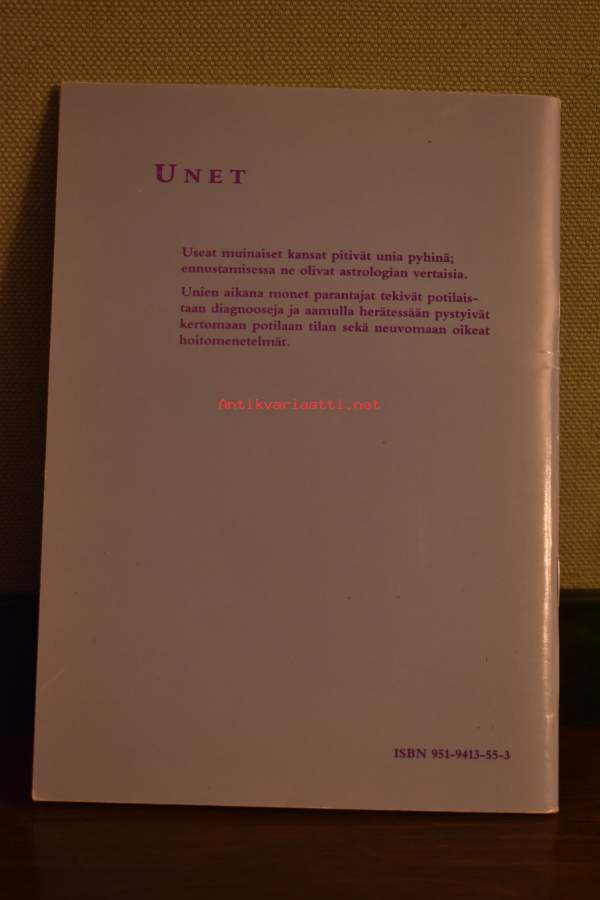 UNET
Useat muinaiset kansat pitivät unia pyhinä;
ennustamisessa ne olivat astrologian vertaisia.
Unien aikana monet parantajat tekivät potilais-
taan diagnooseja ja aamulla herätessään pystyivät
kertomaan potilaan tilan sekä neuvomaan oikeat
hoitomenetelmät.
Antikvariaatti.net
ISBN 951-9413-55-3